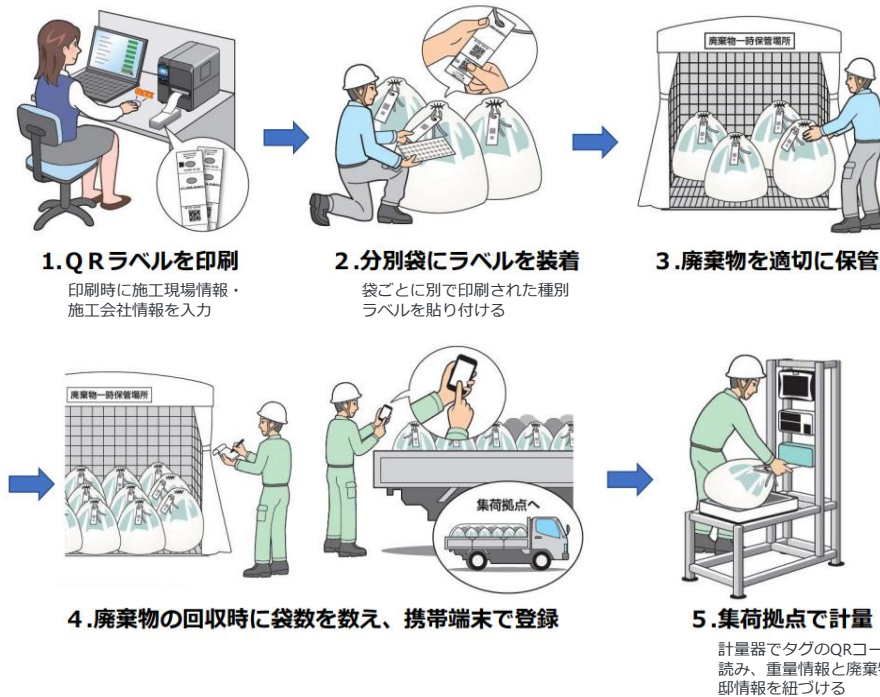 廃棄物一時保管場所
1.QRラベルを印刷
印刷時に施工現場情報・
施工会社情報を入力
2.分別袋にラベルを装着
袋ごとに別で印刷された種別
ラベルを貼り付ける
3.廃棄物を適切に保管
廃棄物一時保管場所
集荷拠点へ
4.廃棄物の回収時に袋数を数え、携帯端末で登録
5.集荷拠点で計量
計量器でタグのQRコー
読み、重量情報と廃棄
邸情報を紐づける